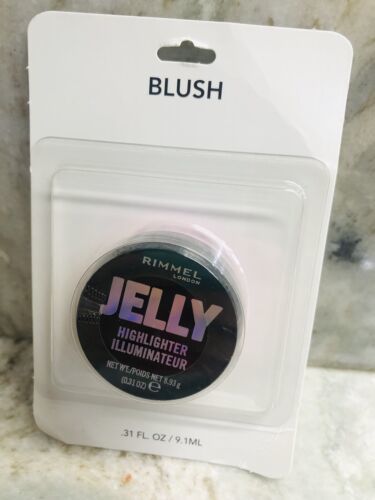 BLUSH
RIMMEL
LONDON
JELLY
HIGHLIGHTER
ILLUMINATEUR
NET WT./POIDS NET 8.93 g
(0.31 OZ) e
.31 FL. OZ / 9.1ML